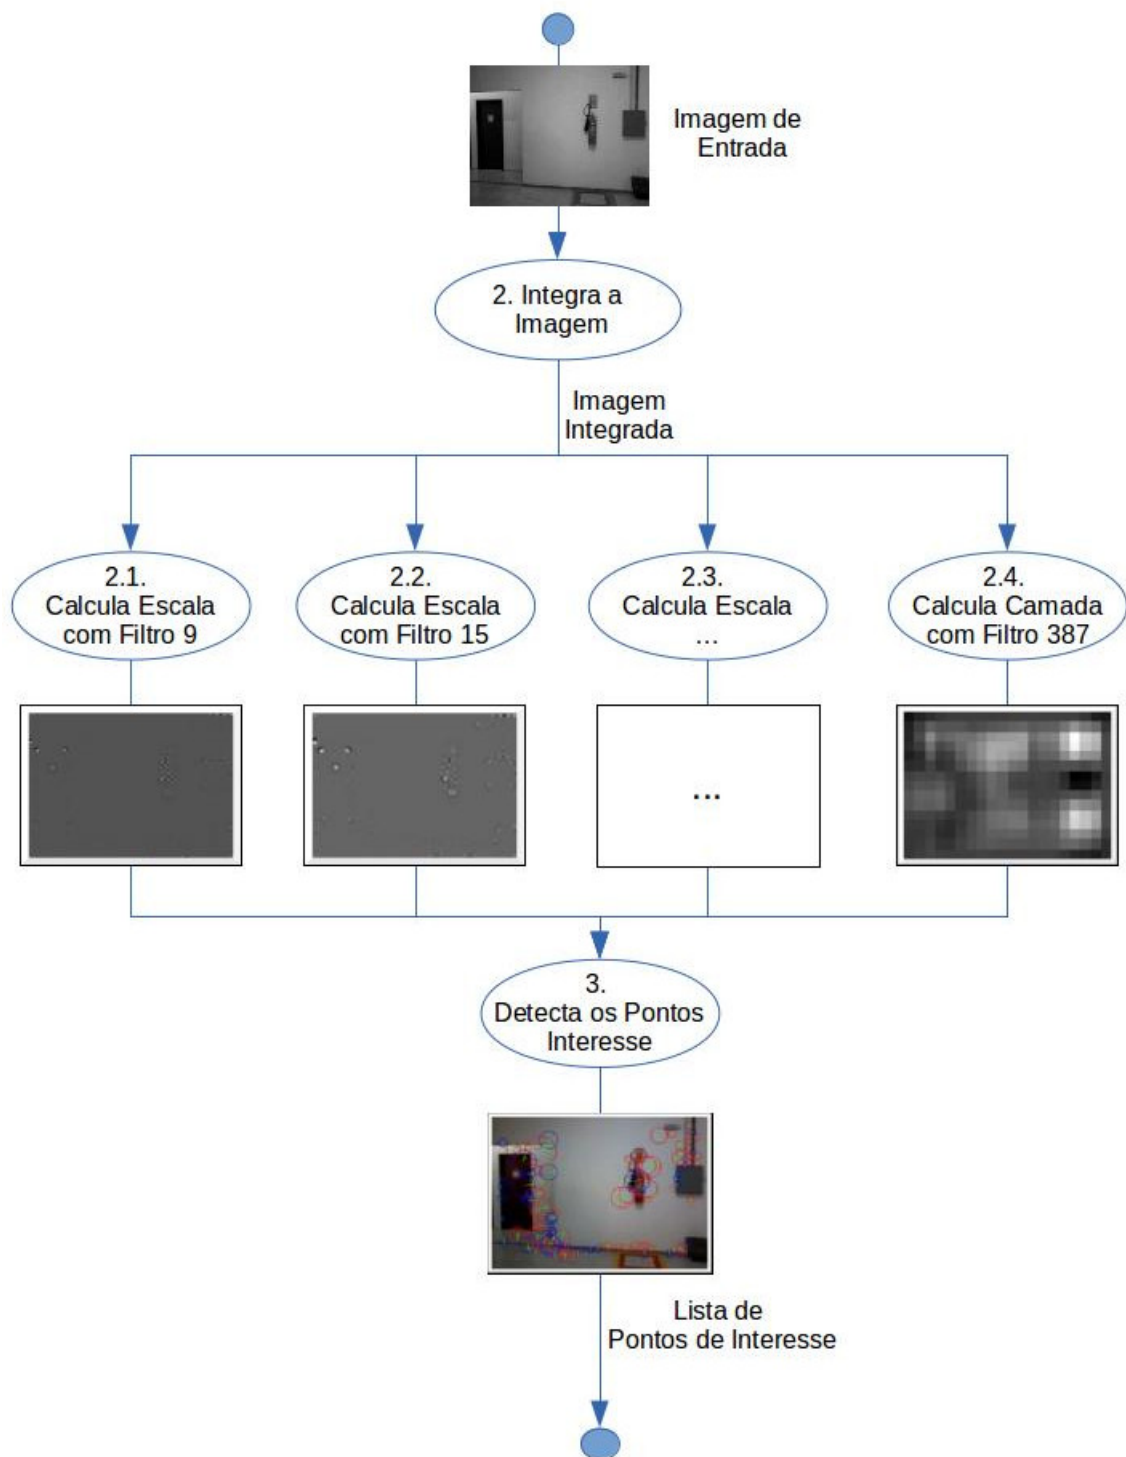 Imagem de
Entrada
2. Integra a
Imagem
Imagem
Integrada
2.1.
Calcula Escala
com Filtro 9
2.2.
Calcula Escala
com Filtro 15
2.3.
Calcula Escala
...
2.4.
Calcula Camada
com Filtro 387
...
3.
Detecta os Pontos
Interesse
Lista de
Pontos de Interesse